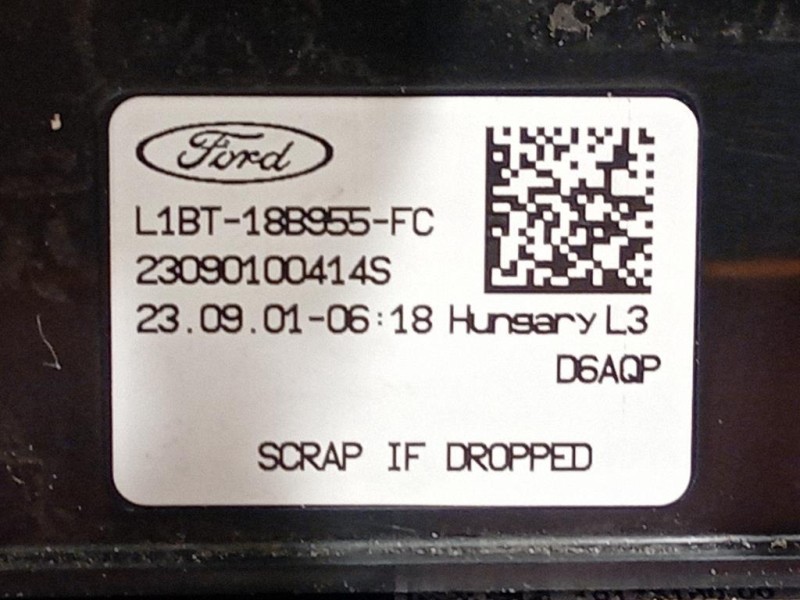 Ford
L1BT-18B955-FC
23090100414S
23.09.01-06:18 Hungary L3
D6AQP
SCRAP IF DROPPED